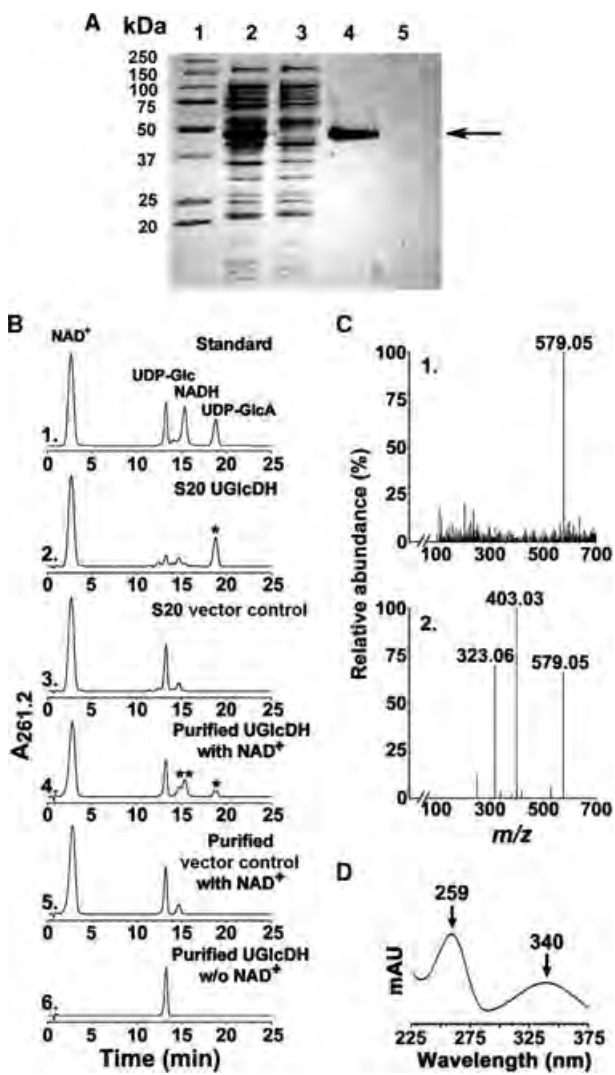 A kDa 1 2 3 4 5
250
150
100
75
50
37
25
20
B
NAD+
Standard
UDP-Glc
NADH
UDP-GlcA
1.
0 5 10 15 20 25
S20 UGlcDH
*
2.
0 5 10 15 20 25
S20 vector control
3.
0 5 10 15 20 25
Purified UGlcDH
with NAD+
** *
4.
0 5 10 15 20 25
Purified
vector control
with NAD+
5.
0 5 10 15 20 25
Purified UGlcDH
w/o NAD+
6.
0 5 10 15 20 25
Time (min)
A261.2
C
579.05
100
1.
75
50
25
0
100 300 400 500 600 700
403.03
100
2.
323.06
579.05
75
50
25
0
100 300 400 500 600 700
m/z
Relative abundance (%)
D
259
340
mAU
225 275 325 375
Wavelength (nm)